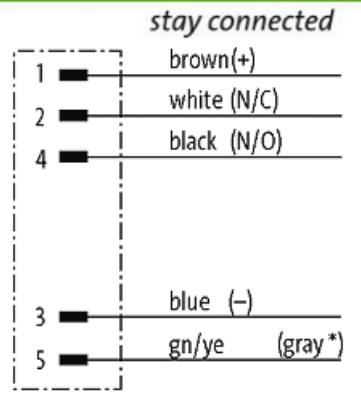 stay connected
1 brown(+)
2 white (N/C)
4 black (N/O)
3 blue (–)
5 gn/ye (gray*)